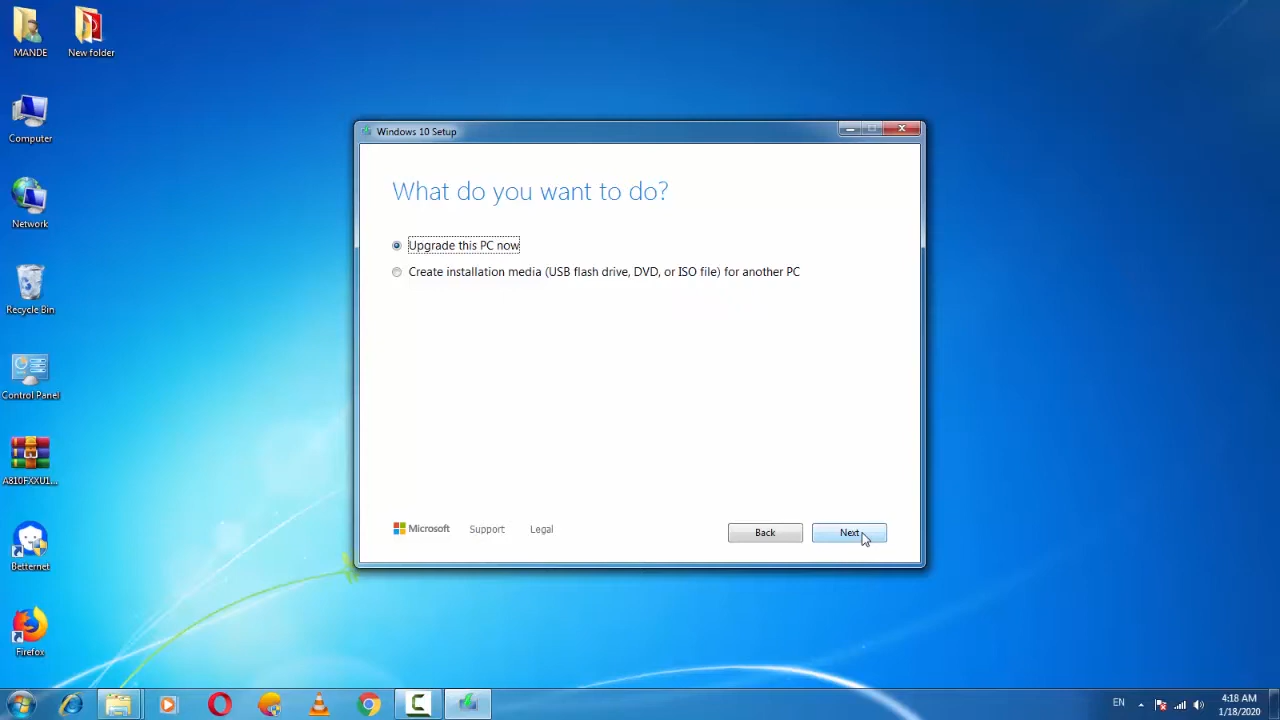 MANDE
New folder
Computer
Network
Recycle Bin
Control Panel
A810FXXU1...
Betternet
Firefox
Windows 10 Setup
What do you want to do?
Upgrade this PC now
Create installation media (USB flash drive, DVD, or ISO file) for another PC
Microsoft
Support
Legal
Back
Next
EN
4:18 AM
1/18/2020